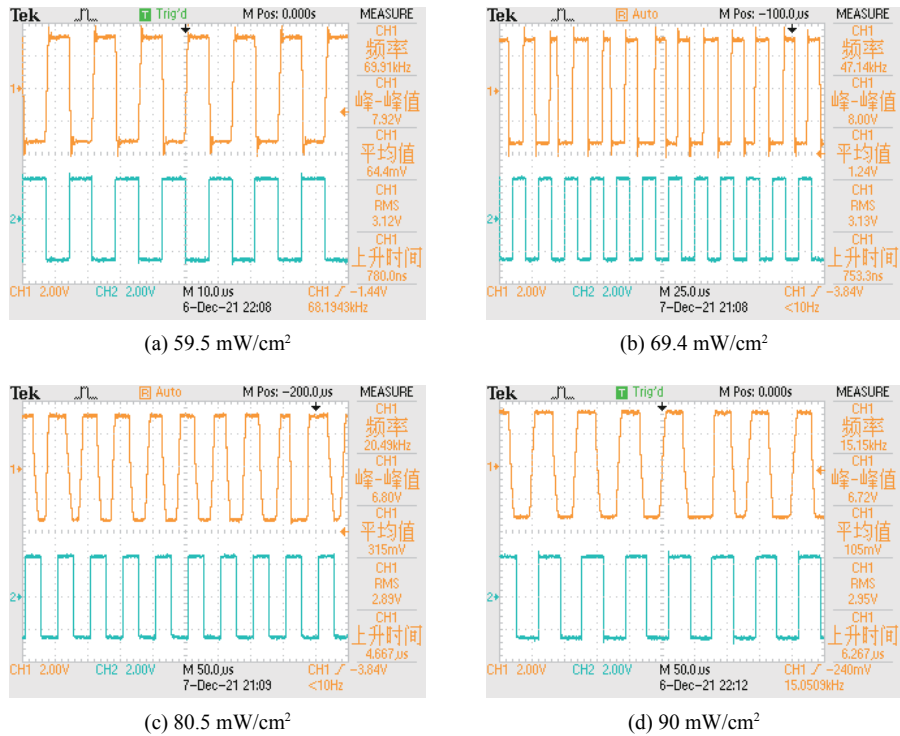 Tek T Trig'd M Pos: 0.000s MEASURE
CH1
频率
69.91kHz
1
CH1
峰-峰值
7.92V
CH1
平均值
64.4mV
CH1
RMS
3.12V
2
CH1
上升时间
780.0ns
CH1 2.00V CH2 2.00V M 10.0us CH1 -1.44V
6-Dec-21 22:08 68.1943kHz
(a) 59.5 mW/cm²
Tek R Auto M Pos: -100.0us MEASURE
CH1
频率
47.14kHz
1
CH1
峰-峰值
8.00V
CH1
平均值
1.24V
CH1
RMS
3.13V
2
CH1
上升时间
753.3ns
CH1 2.00V CH2 2.00V M 25.0us CH1 -3.84V
7-Dec-21 21:08 <10Hz
(b) 69.4 mW/cm²
Tek R Auto M Pos: -200.0us MEASURE
CH1
频率
20.49kHz
1
CH1
峰-峰值
6.80V
CH1
平均值
315mV
CH1
RMS
2.89V
2
CH1
上升时间
4.667us
CH1 2.00V CH2 2.00V M 50.0us CH1 -3.84V
7-Dec-21 21:09 <10Hz
(c) 80.5 mW/cm²
Tek T Trig'd M Pos: 0.000s MEASURE
CH1
频率
15.15kHz
1
CH1
峰-峰值
6.72V
CH1
平均值
105mV
CH1
RMS
2.95V
2
CH1
上升时间
6.267us
CH1 2.00V CH2 2.00V M 50.0us CH1 -240mV
6-Dec-21 22:12 15.0509kHz
(d) 90 mW/cm²